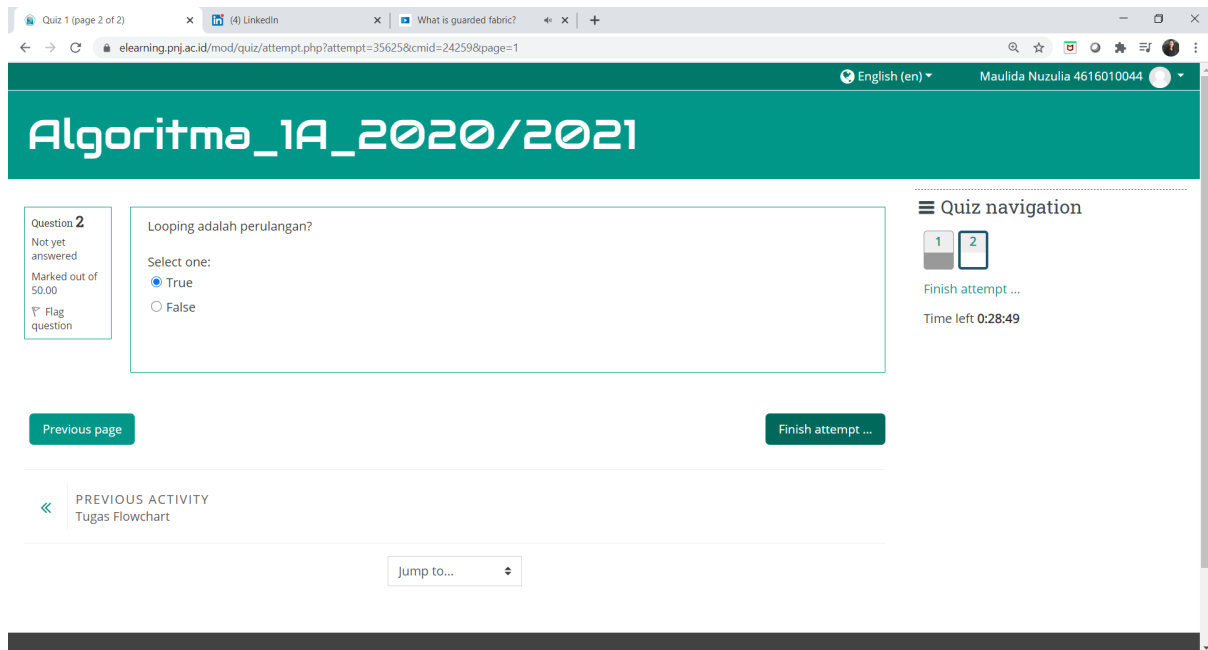 Quiz 1 (page 2 of 2)
(4) LinkedIn
What is guarded fabric?
elearning.pnj.ac.id/mod/quiz/attempt.php?attempt=35625&cmid=24259&page=1
English (en)
Maulida Nuzulia 4616010044
Algoritma_1A_2020/2021
Question 2
Not yet
answered
Marked out of
50.00
Flag
question
Looping adalah perulangan?
Select one:
True
False
Quiz navigation
1 2
Finish attempt ...
Time left 0:28:49
Previous page
Finish attempt ...
PREVIOUS ACTIVITY
Tugas Flowchart
Jump to...